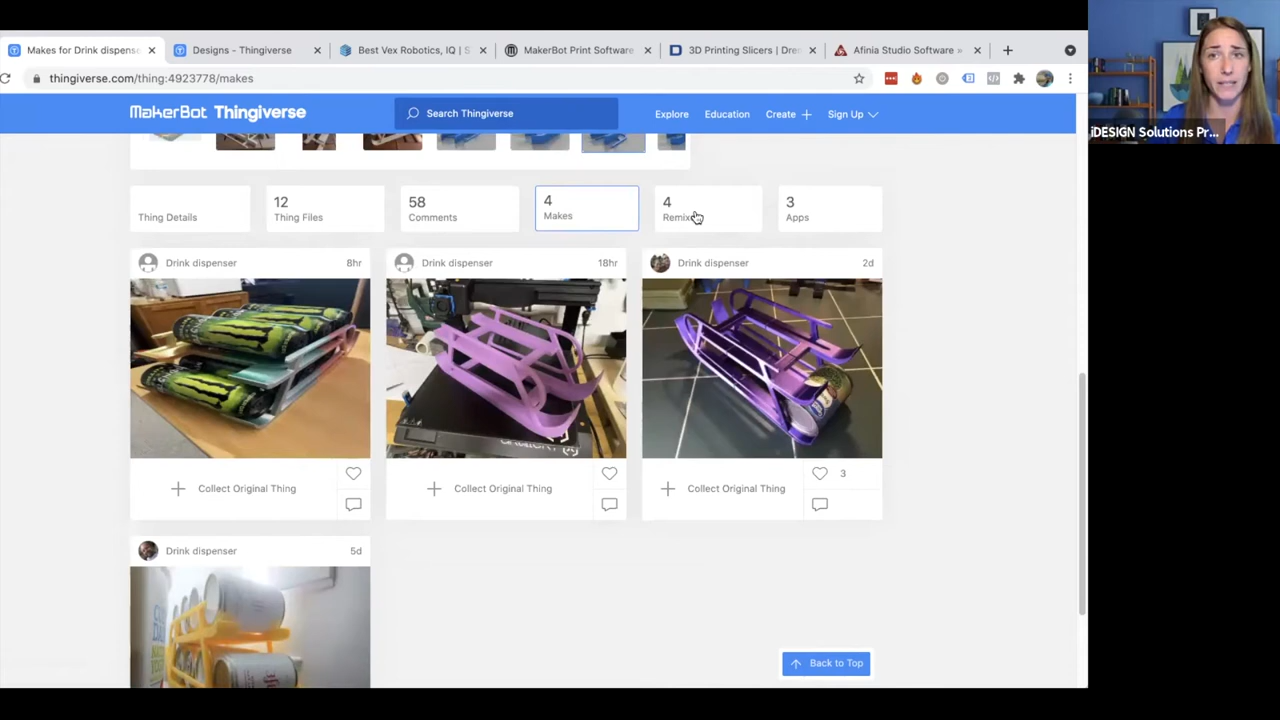 Makes for Drink dispense
Designs - Thingiverse
Best Vex Robotics, IQ | S
MakerBot Print Software
3D Printing Slicers | Dre
Afinia Studio Software »
thingiverse.com/thing:4923778/makes
iDESIGN Solutions Pr...
MakerBot Thingiverse
Search Thingiverse
Explore
Education
Create
Sign Up
Thing Details
12
Thing Files
58
Comments
4
Makes
4
3
Apps
Drink dispenser
8hr
Drink dispenser
18hr
Drink dispenser
2d
Collect Original Thing
Collect Original Thing
Collect Original Thing
3
Drink dispenser
5d
Back to Top